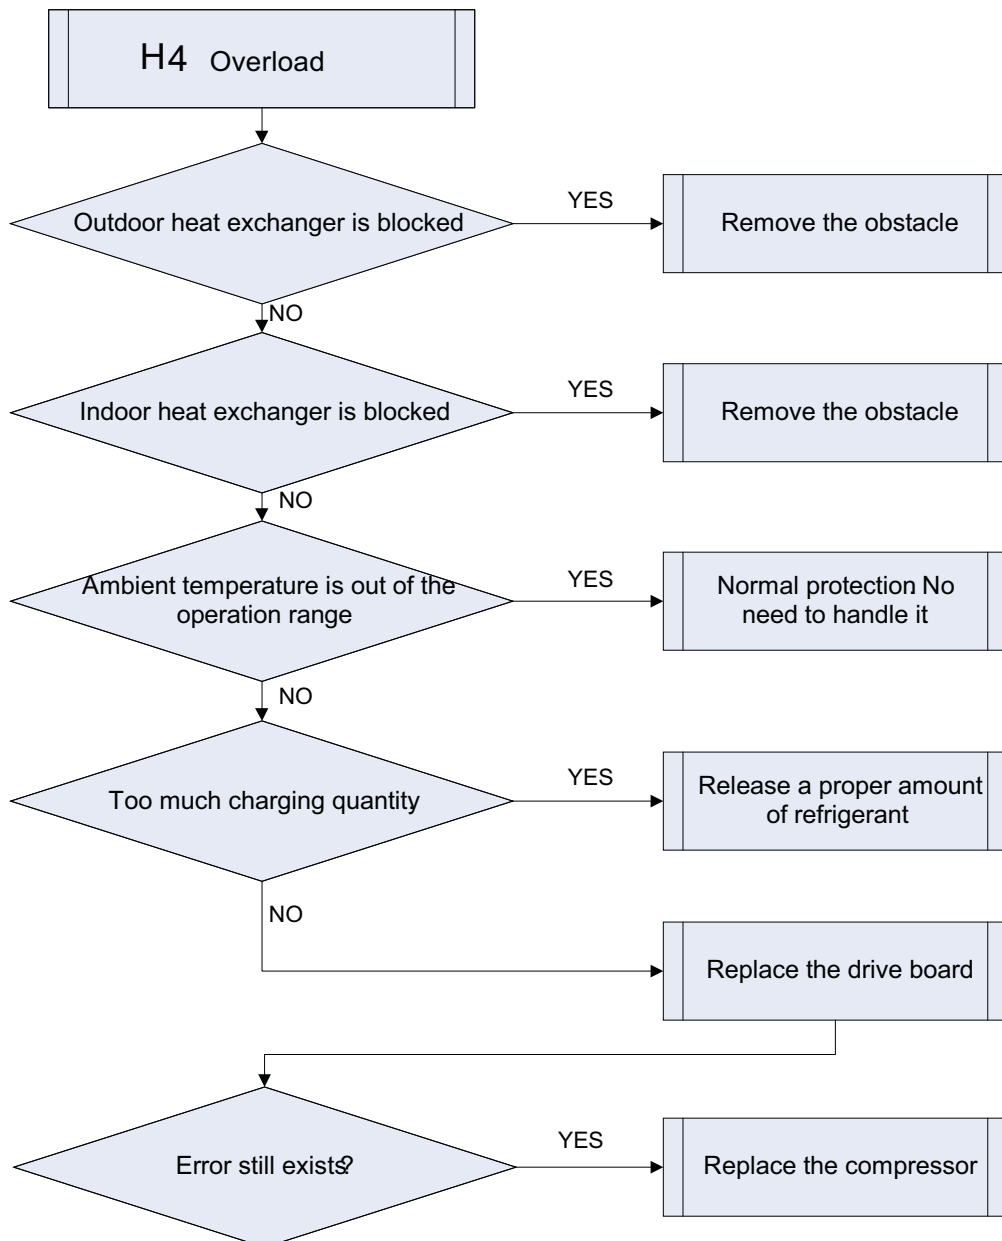 H4 Overload
Outdoor heat exchanger is blocked
YES
Remove the obstacle
NO
Indoor heat exchanger is blocked
YES
Remove the obstacle
NO
Ambient temperature is out of the
operation range
YES
Normal protection. No
need to handle it
NO
Too much charging quantity
YES
Release a proper amount
of refrigerant
NO
Replace the drive board
Error still exists?
YES
Replace the compressor